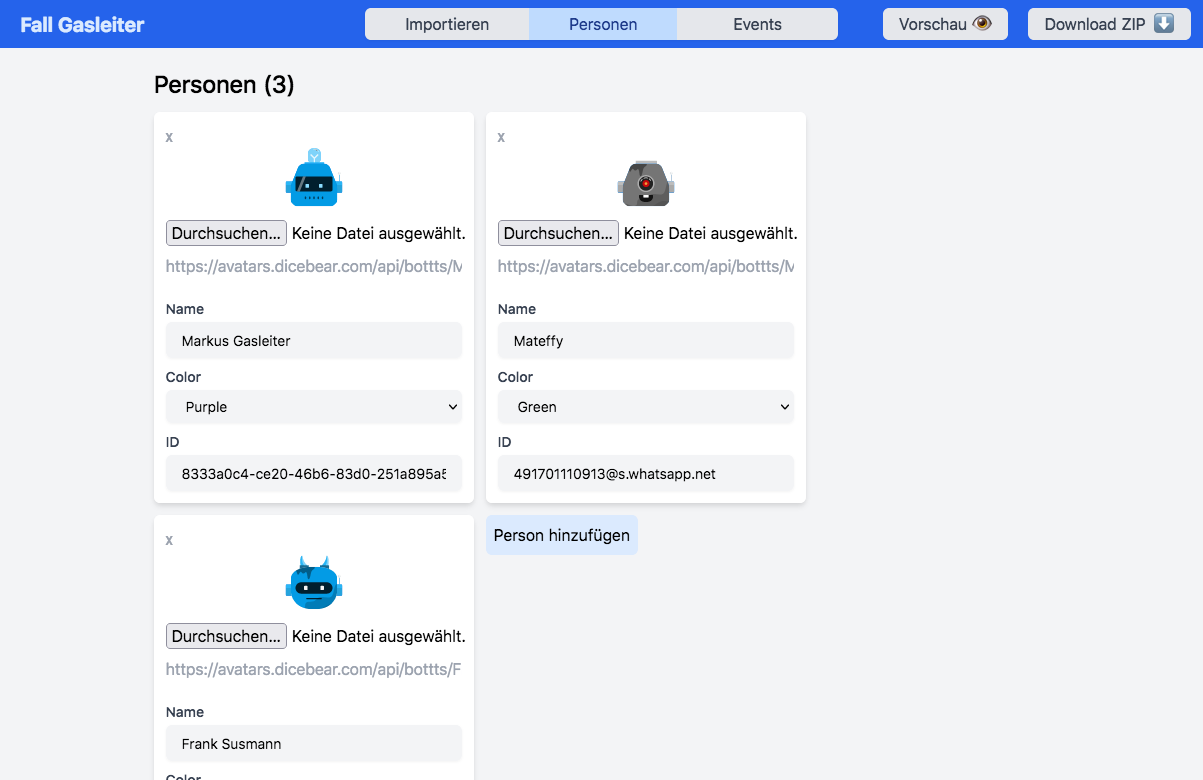 Fall Gasleiter
Importieren
Personen
Events
Vorschau 👁️
Download ZIP ⬇️
Personen (3)
x
Durchsuchen... Keine Datei ausgewählt.
https://avatars.dicebear.com/api/bottts/M
Name
Markus Gasleiter
Color
Purple
ID
8333a0c4-ce20-46b6-83d0-251a895a5
x
Durchsuchen... Keine Datei ausgewählt.
https://avatars.dicebear.com/api/bottts/M
Name
Mateffy
Color
Green
ID
491701110913@s.whatsapp.net
x
Durchsuchen... Keine Datei ausgewählt.
https://avatars.dicebear.com/api/bottts/F
Name
Frank Susmann
Color
Person hinzufügen